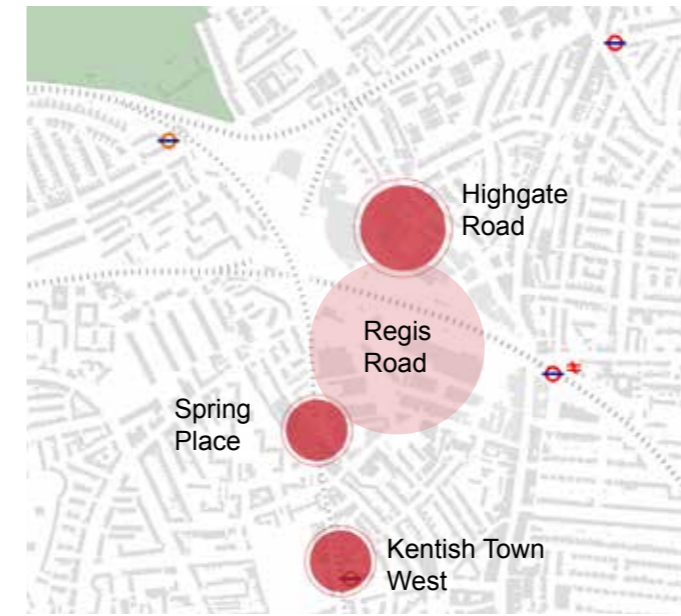 Highgate
Road
Regis
Road
Spring
Place
Kentish Town
West